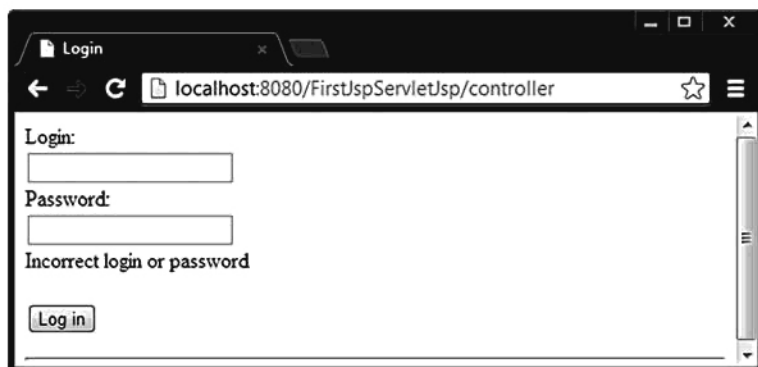 Login
localhost:8080/FirstJspServletJsp/controller
Login:
Password:
Incorrect login or password
Log in